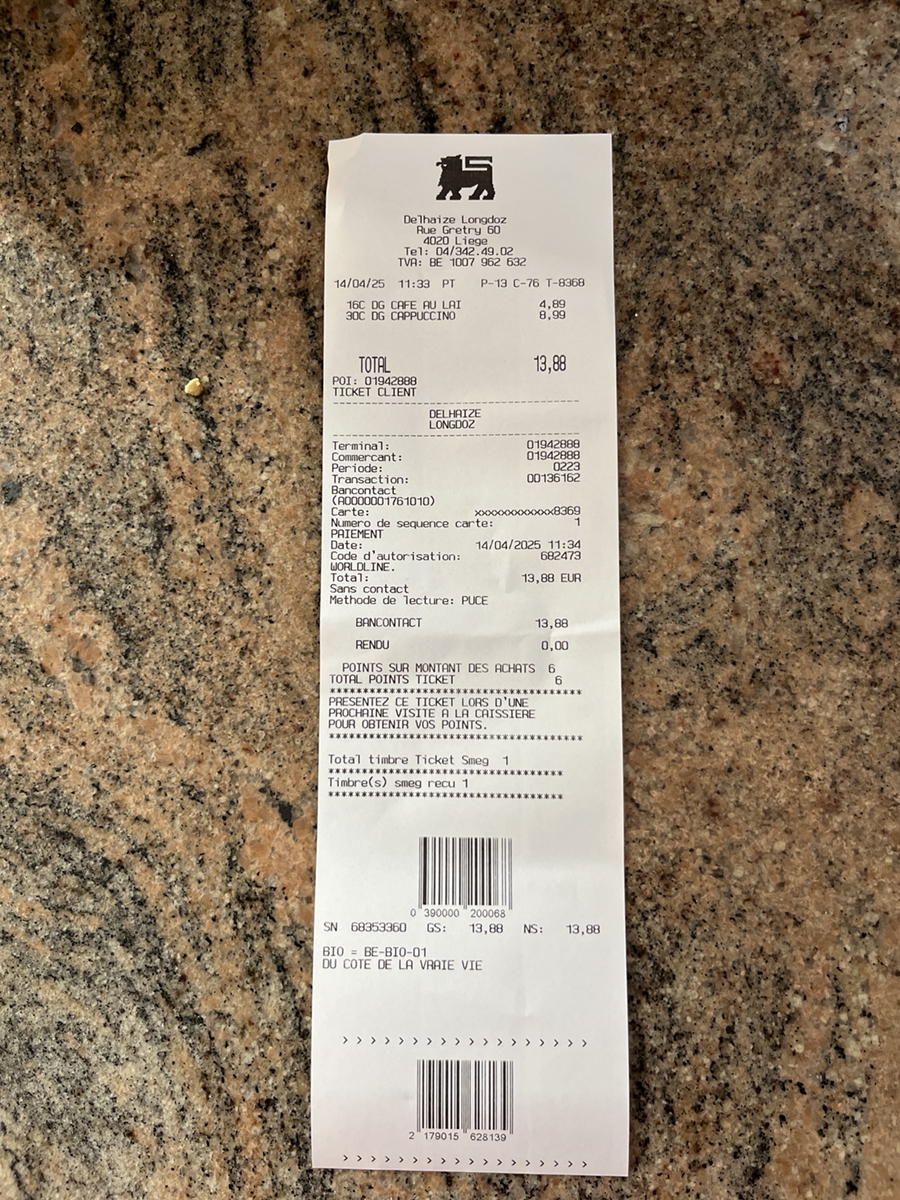 Delhaize Longdoz
Rue Gretry 60
4020 Liege
Tel: 04/342.49.02
TVA: BE 1007 962 632
14/04/25 11:33 PT P-13 C-76 T-8368
16C DG CAFE AU LAI 4,89
30C DG CAPPUCCINO 8,99
TOTAL 13,88
POI: 01942888
TICKET CLIENT
DELHAIZE
LONGDOZ
Terminal: 01942888
Commercant: 01942888
Periode: 0223
Transaction: 00136162
Bancontact
(A0000001761010)
Carte: xxxxxxxxxxxxx8369
Numero de sequence carte: 1
PAIEMENT
Date: 14/04/2025 11:34
Code d'autorisation: 682473
WORLDLINE.
Total: 13,88 EUR
Sans contact
Methode de lecture: PUCE
BANCONTACT 13,88
RENDU 0,00
POINTS SUR MONTANT DES ACHATS 6
TOTAL POINTS TICKET 6
****************************************
PRESENTEZ CE TICKET LORS D'UNE
PROCHAINE VISITE A LA CAISSIERE
POUR OBTENIR VOS POINTS.
****************************************
Total timbre Ticket Smeg 1
*************************************
Timbre(s) smeg recu 1
*************************************
0 390000 200068
SN 68353360 GS: 13,88 NS: 13,88
BIO = BE-BIO-01
DU COTE DE LA VRAIE VIE
> > > > > > > > > > > > > > > > > >
2 179015 628139
> > > > > > > > > > > > > > > > > >